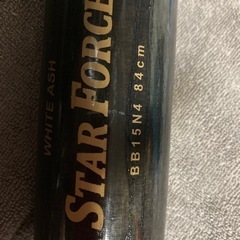 WHITE ASH
STAR FORCE
BB15N4 84cm